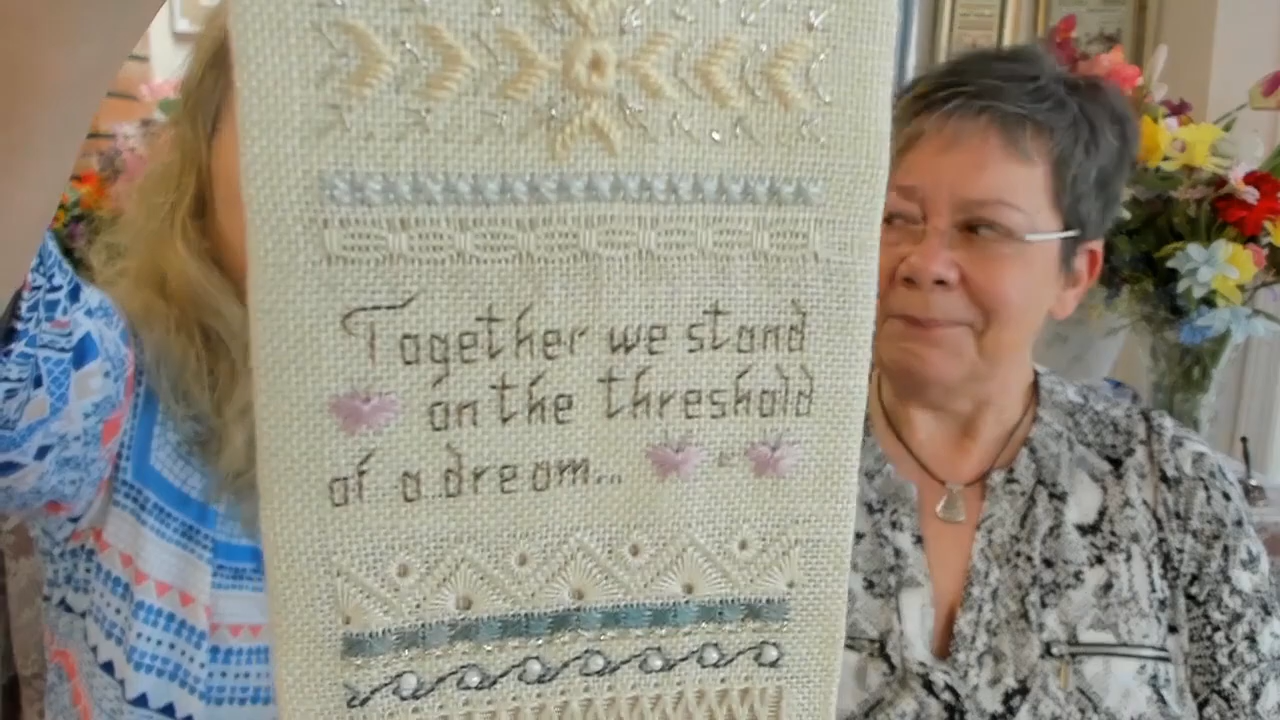 Together we stand
on the threshold
of a dream...